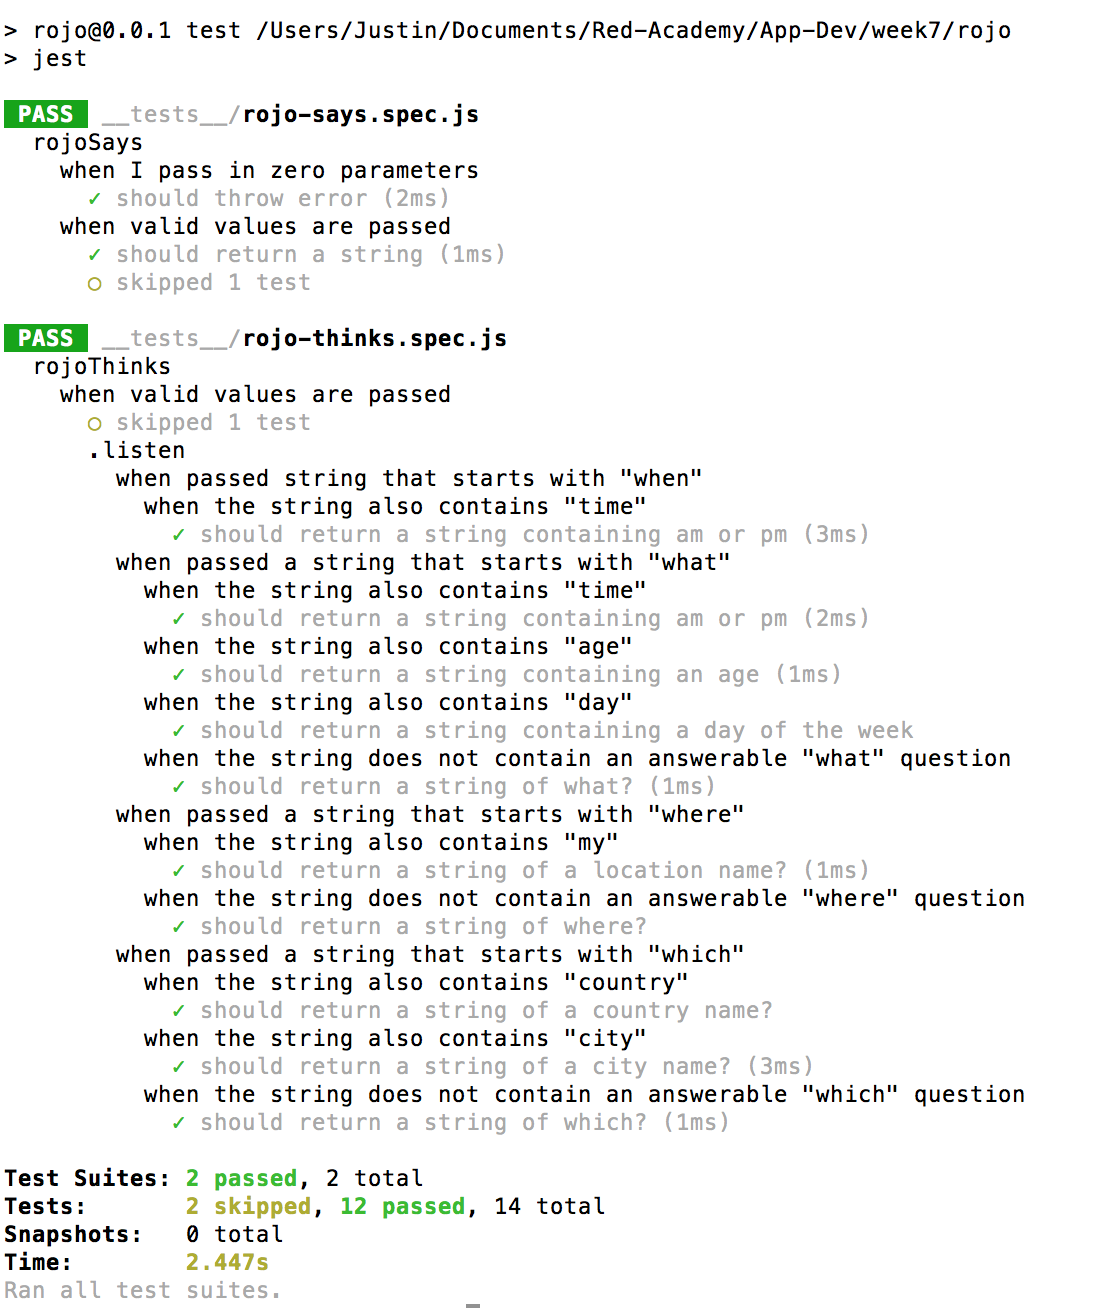 > rojo@0.0.1 test /Users/Justin/Documents/Red-Academy/App-Dev/week7/rojo
> jest
PASS __tests__/rojo-says.spec.js
rojoSays
when I pass in zero parameters
✓ should throw error (2ms)
when valid values are passed
✓ should return a string (1ms)
○ skipped 1 test
PASS __tests__/rojo-thinks.spec.js
rojoThinks
when valid values are passed
○ skipped 1 test
.listen
when passed string that starts with "when"
when the string also contains "time"
✓ should return a string containing am or pm (3ms)
when passed a string that starts with "what"
when the string also contains "time"
✓ should return a string containing am or pm (2ms)
when the string also contains "age"
✓ should return a string containing an age (1ms)
when the string also contains "day"
✓ should return a string containing a day of the week
when the string does not contain an answerable "what" question
✓ should return a string of what? (1ms)
when passed a string that starts with "where"
when the string also contains "my"
✓ should return a string of a location name? (1ms)
when the string does not contain an answerable "where" question
✓ should return a string of where?
when passed a string that starts with "which"
when the string also contains "country"
✓ should return a string of a country name?
when the string also contains "city"
✓ should return a string of a city name? (3ms)
when the string does not contain an answerable "which" question
✓ should return a string of which? (1ms)
Test Suites: 2 passed, 2 total
Tests: 2 skipped, 12 passed, 14 total
Snapshots: 0 total
Time: 2.447s
Ran all test suites.